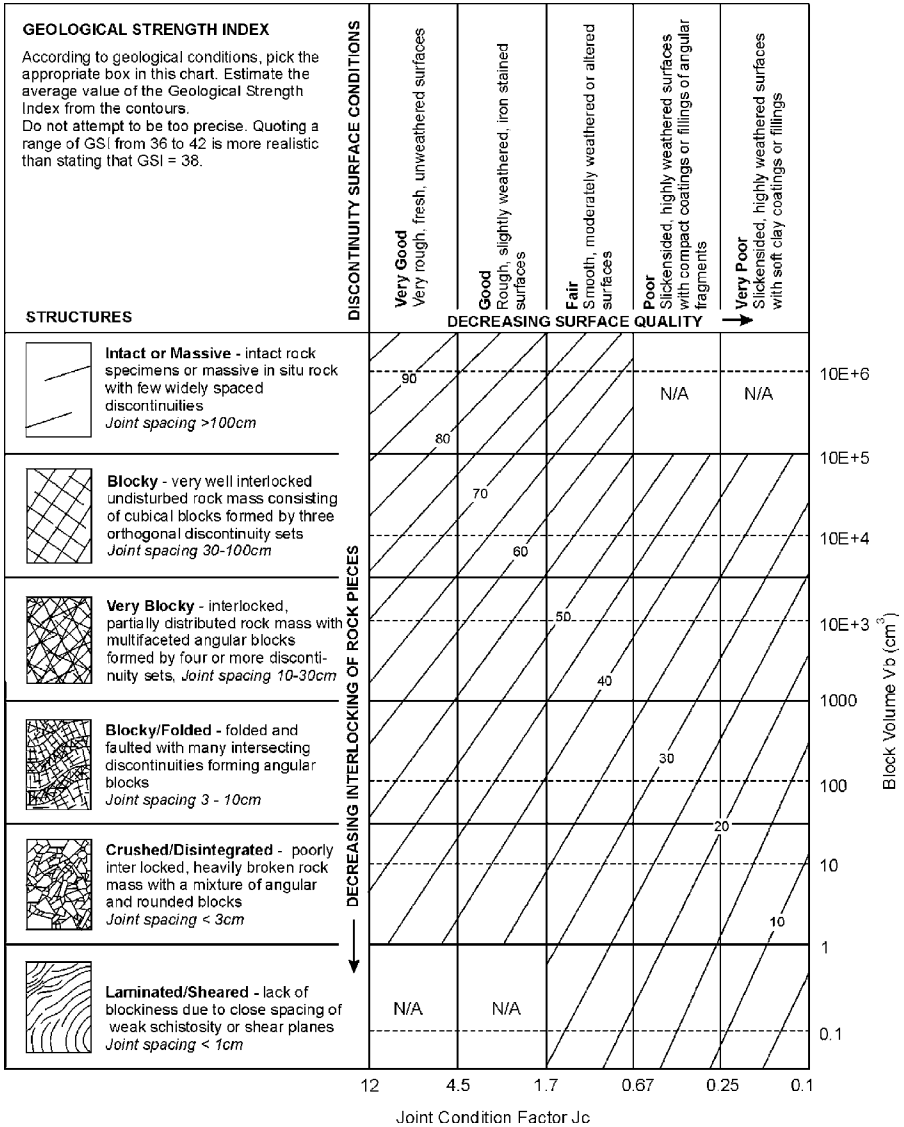 GEOLOGICAL STRENGTH INDEX
According to geological conditions, pick the
appropriate box in this chart. Estimate the
average value of the Geological Strength
Index from the contours.
Do not attempt to be too precise. Quoting a
range of GSI from 36 to 42 is more realistic
than stating that GSI = 38.
STRUCTURES
DISCONTINUITY SURFACE CONDITIONS
Very Good
Very rough, fresh, unweathered surfaces
Good
Rough, slightly weathered, iron stained
surfaces
Fair
Smooth, moderately weathered or altered
surfaces
Poor
Slickensided, highly weathered surfaces
with compact coatings or fillings of angular
fragments
Very Poor
Slickensided, highly weathered surfaces
with soft clay coatings or fillings
DECREASING SURFACE QUALITY
Intact or Massive - intact rock
specimens or massive in situ rock
with few widely spaced
discontinuities
Joint spacing >100cm
Blocky - very well interlocked
undisturbed rock mass consisting
of cubical blocks formed by three
orthogonal discontinuity sets
Joint spacing 30-100cm
Very Blocky - interlocked,
partially distributed rock mass with
multifaceted angular blocks
formed by four or more disconti-
nuity sets, Joint spacing 10-30cm
Blocky/Folded - folded and
faulted with many intersecting
discontinuities forming angular
blocks
Joint spacing 3 - 10cm
Crushed/Disintegrated - poorly
inter locked, heavily broken rock
mass with a mixture of angular
and rounded blocks
Joint spacing < 3cm
Laminated/Sheared - lack of
blockiness due to close spacing of
weak schistosity or shear planes
Joint spacing < 1cm
DECREASING INTERLOCKING OF ROCK PIECES
90
80
70
60
50
40
30
20
10
N/A
N/A
N/A
N/A
10E+6
10E+5
10E+4
10E+3
1000
100
10
1
0.1
Block Volume Vb (cm³)
12
4.5
1.7
0.67
0.25
0.1
Joint Condition Factor Jc